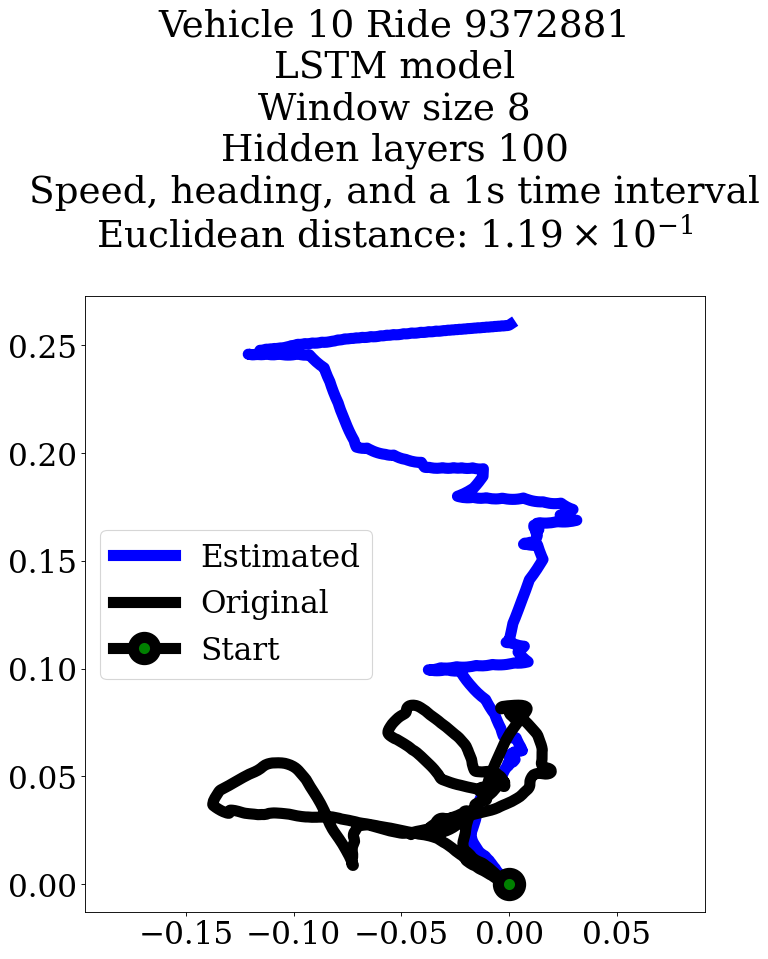 Vehicle 10 Ride 9372881
LSTM model
Window size 8
Hidden layers 100
Speed, heading, and a 1s time interval
Euclidean distance: 1.19 × 10⁻¹
0.25
0.20
0.15
0.10
0.05
0.00
Estimated
Original
Start
−0.15 −0.10 −0.05 0.00 0.05